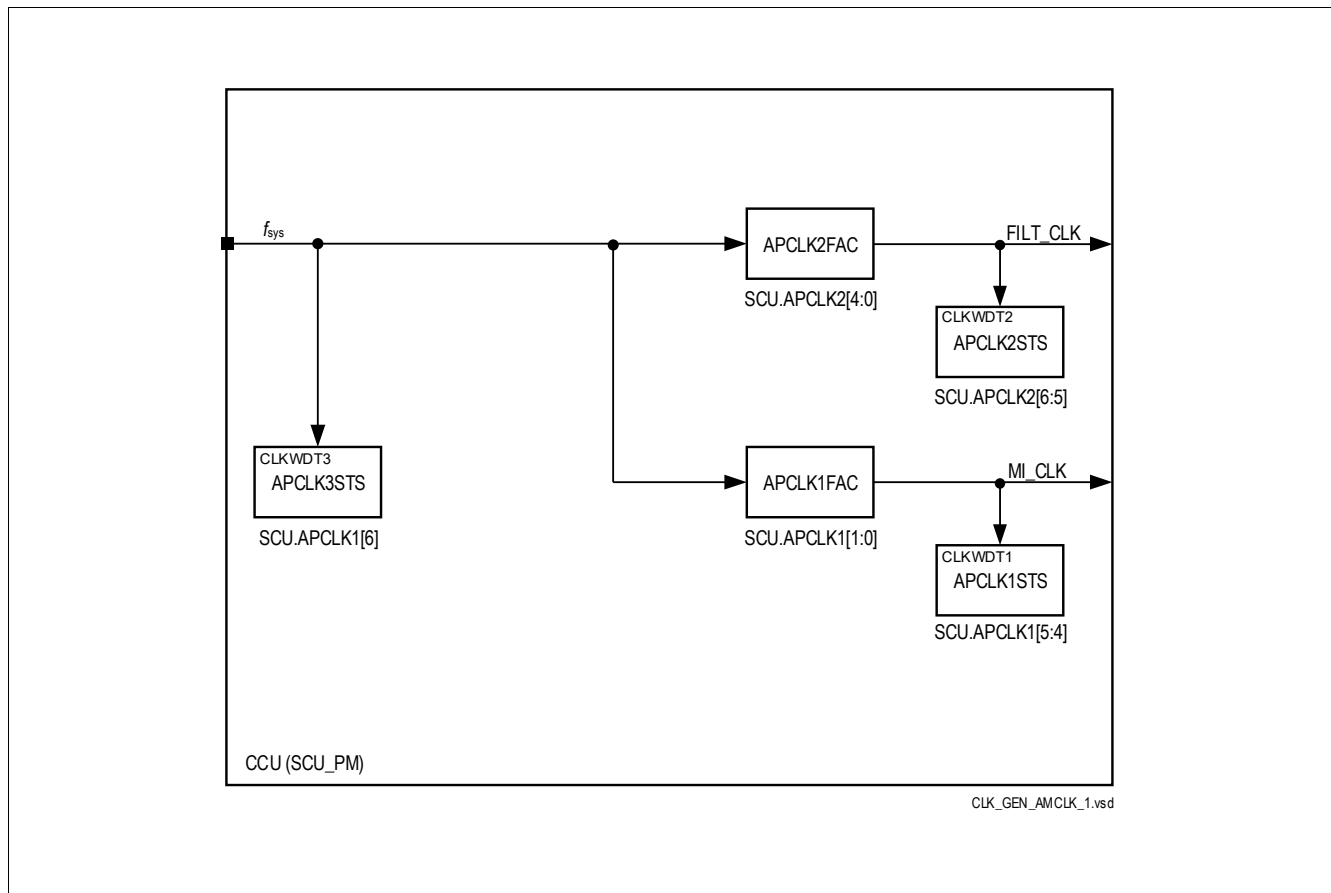 fsys
APCLK2FAC
FILT_CLK
SCU.APCLK2[4:0]
CLKWDT2
APCLK2STS
SCU.APCLK2[6:5]
CLKWDT3
APCLK3STS
SCU.APCLK1[6]
APCLK1FAC
MI_CLK
SCU.APCLK1[1:0]
CLKWDT1
APCLK1STS
SCU.APCLK1[5:4]
CCU (SCU_PM)
CLK_GEN_AMCLK_1.vsd